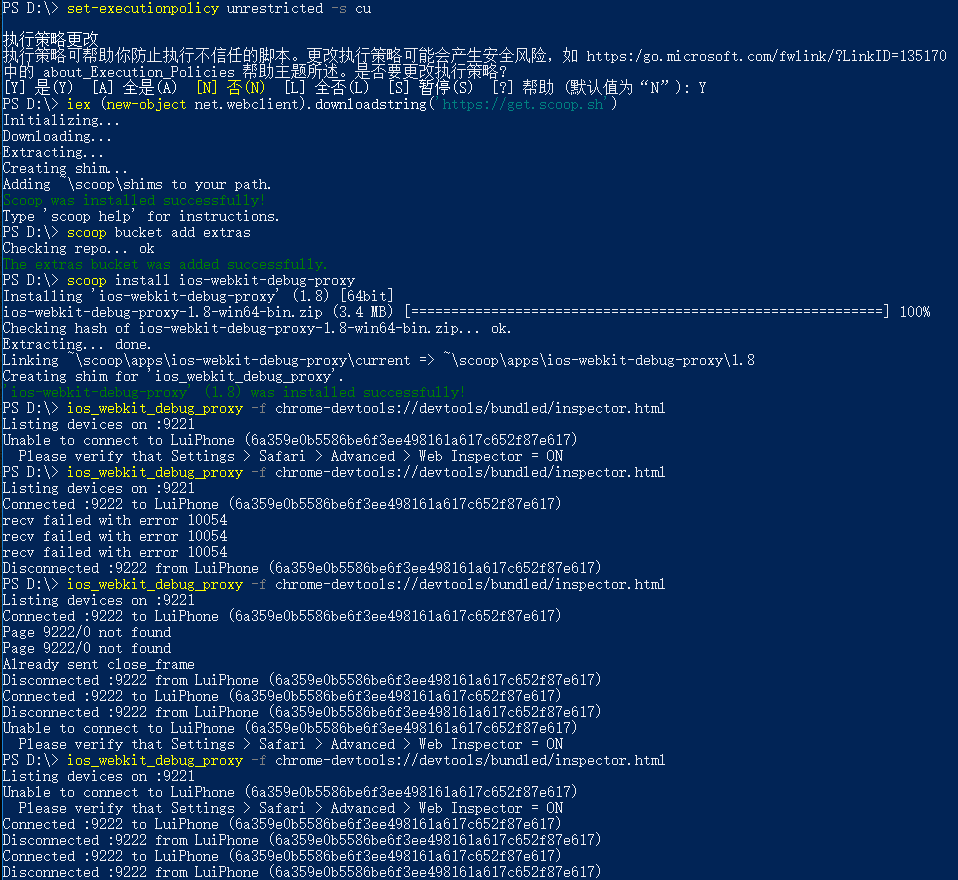 PS D:\> set-executionpolicy unrestricted -s cu
执行策略更改
执行策略可帮助你防止执行不信任的脚本。更改执行策略可能会产生安全风险，如 https:/go.microsoft.com/fwlink/?LinkID=135170
中的 about_Execution_Policies 帮助主题所述。是否要更改执行策略?
[Y] 是(Y)  [A] 全是(A)  [N] 否(N)  [L] 全否(L)  [S] 暂停(S)  [?] 帮助 (默认值为“N”): Y
PS D:\> iex (new-object net.webclient).downloadstring('https://get.scoop.sh')
Initializing...
Downloading...
Extracting...
Creating shim...
Adding ~\scoop\shims to your path.
Scoop was installed successfully!
Type 'scoop help' for instructions.
PS D:\> scoop bucket add extras
Checking repo... ok
The extras bucket was added successfully.
PS D:\> scoop install ios-webkit-debug-proxy
Installing 'ios-webkit-debug-proxy' (1.8) [64bit]
ios-webkit-debug-proxy-1.8-win64-bin.zip (3.4 MB) [===========================================================] 100%
Checking hash of ios-webkit-debug-proxy-1.8-win64-bin.zip... ok.
Extracting... done.
Linking ~\scoop\apps\ios-webkit-debug-proxy\current => ~\scoop\apps\ios-webkit-debug-proxy\1.8
Creating shim for 'ios_webkit_debug_proxy'.
'ios-webkit-debug-proxy' (1.8) was installed successfully!
PS D:\> ios_webkit_debug_proxy -f chrome-devtools://devtools/bundled/inspector.html
Listing devices on :9221
Unable to connect to LuiPhone (6a359e0b5586be6f3ee498161a617c652f87e617)
  Please verify that Settings > Safari > Advanced > Web Inspector = ON
PS D:\> ios_webkit_debug_proxy -f chrome-devtools://devtools/bundled/inspector.html
Listing devices on :9221
Connected :9222 to LuiPhone (6a359e0b5586be6f3ee498161a617c652f87e617)
recv failed with error 10054
recv failed with error 10054
recv failed with error 10054
Disconnected :9222 from LuiPhone (6a359e0b5586be6f3ee498161a617c652f87e617)
PS D:\> ios_webkit_debug_proxy -f chrome-devtools://devtools/bundled/inspector.html
Listing devices on :9221
Connected :9222 to LuiPhone (6a359e0b5586be6f3ee498161a617c652f87e617)
Page 9222/0 not found
Page 9222/0 not found
Already sent close_frame
Disconnected :9222 from LuiPhone (6a359e0b5586be6f3ee498161a617c652f87e617)
Connected :9222 to LuiPhone (6a359e0b5586be6f3ee498161a617c652f87e617)
Disconnected :9222 from LuiPhone (6a359e0b5586be6f3ee498161a617c652f87e617)
Unable to connect to LuiPhone (6a359e0b5586be6f3ee498161a617c652f87e617)
  Please verify that Settings > Safari > Advanced > Web Inspector = ON
PS D:\> ios_webkit_debug_proxy -f chrome-devtools://devtools/bundled/inspector.html
Listing devices on :9221
Unable to connect to LuiPhone (6a359e0b5586be6f3ee498161a617c652f87e617)
  Please verify that Settings > Safari > Advanced > Web Inspector = ON
Connected :9222 to LuiPhone (6a359e0b5586be6f3ee498161a617c652f87e617)
Disconnected :9222 from LuiPhone (6a359e0b5586be6f3ee498161a617c652f87e617)
Connected :9222 to LuiPhone (6a359e0b5586be6f3ee498161a617c652f87e617)
Disconnected :9222 from LuiPhone (6a359e0b5586be6f3ee498161a617c652f87e617)